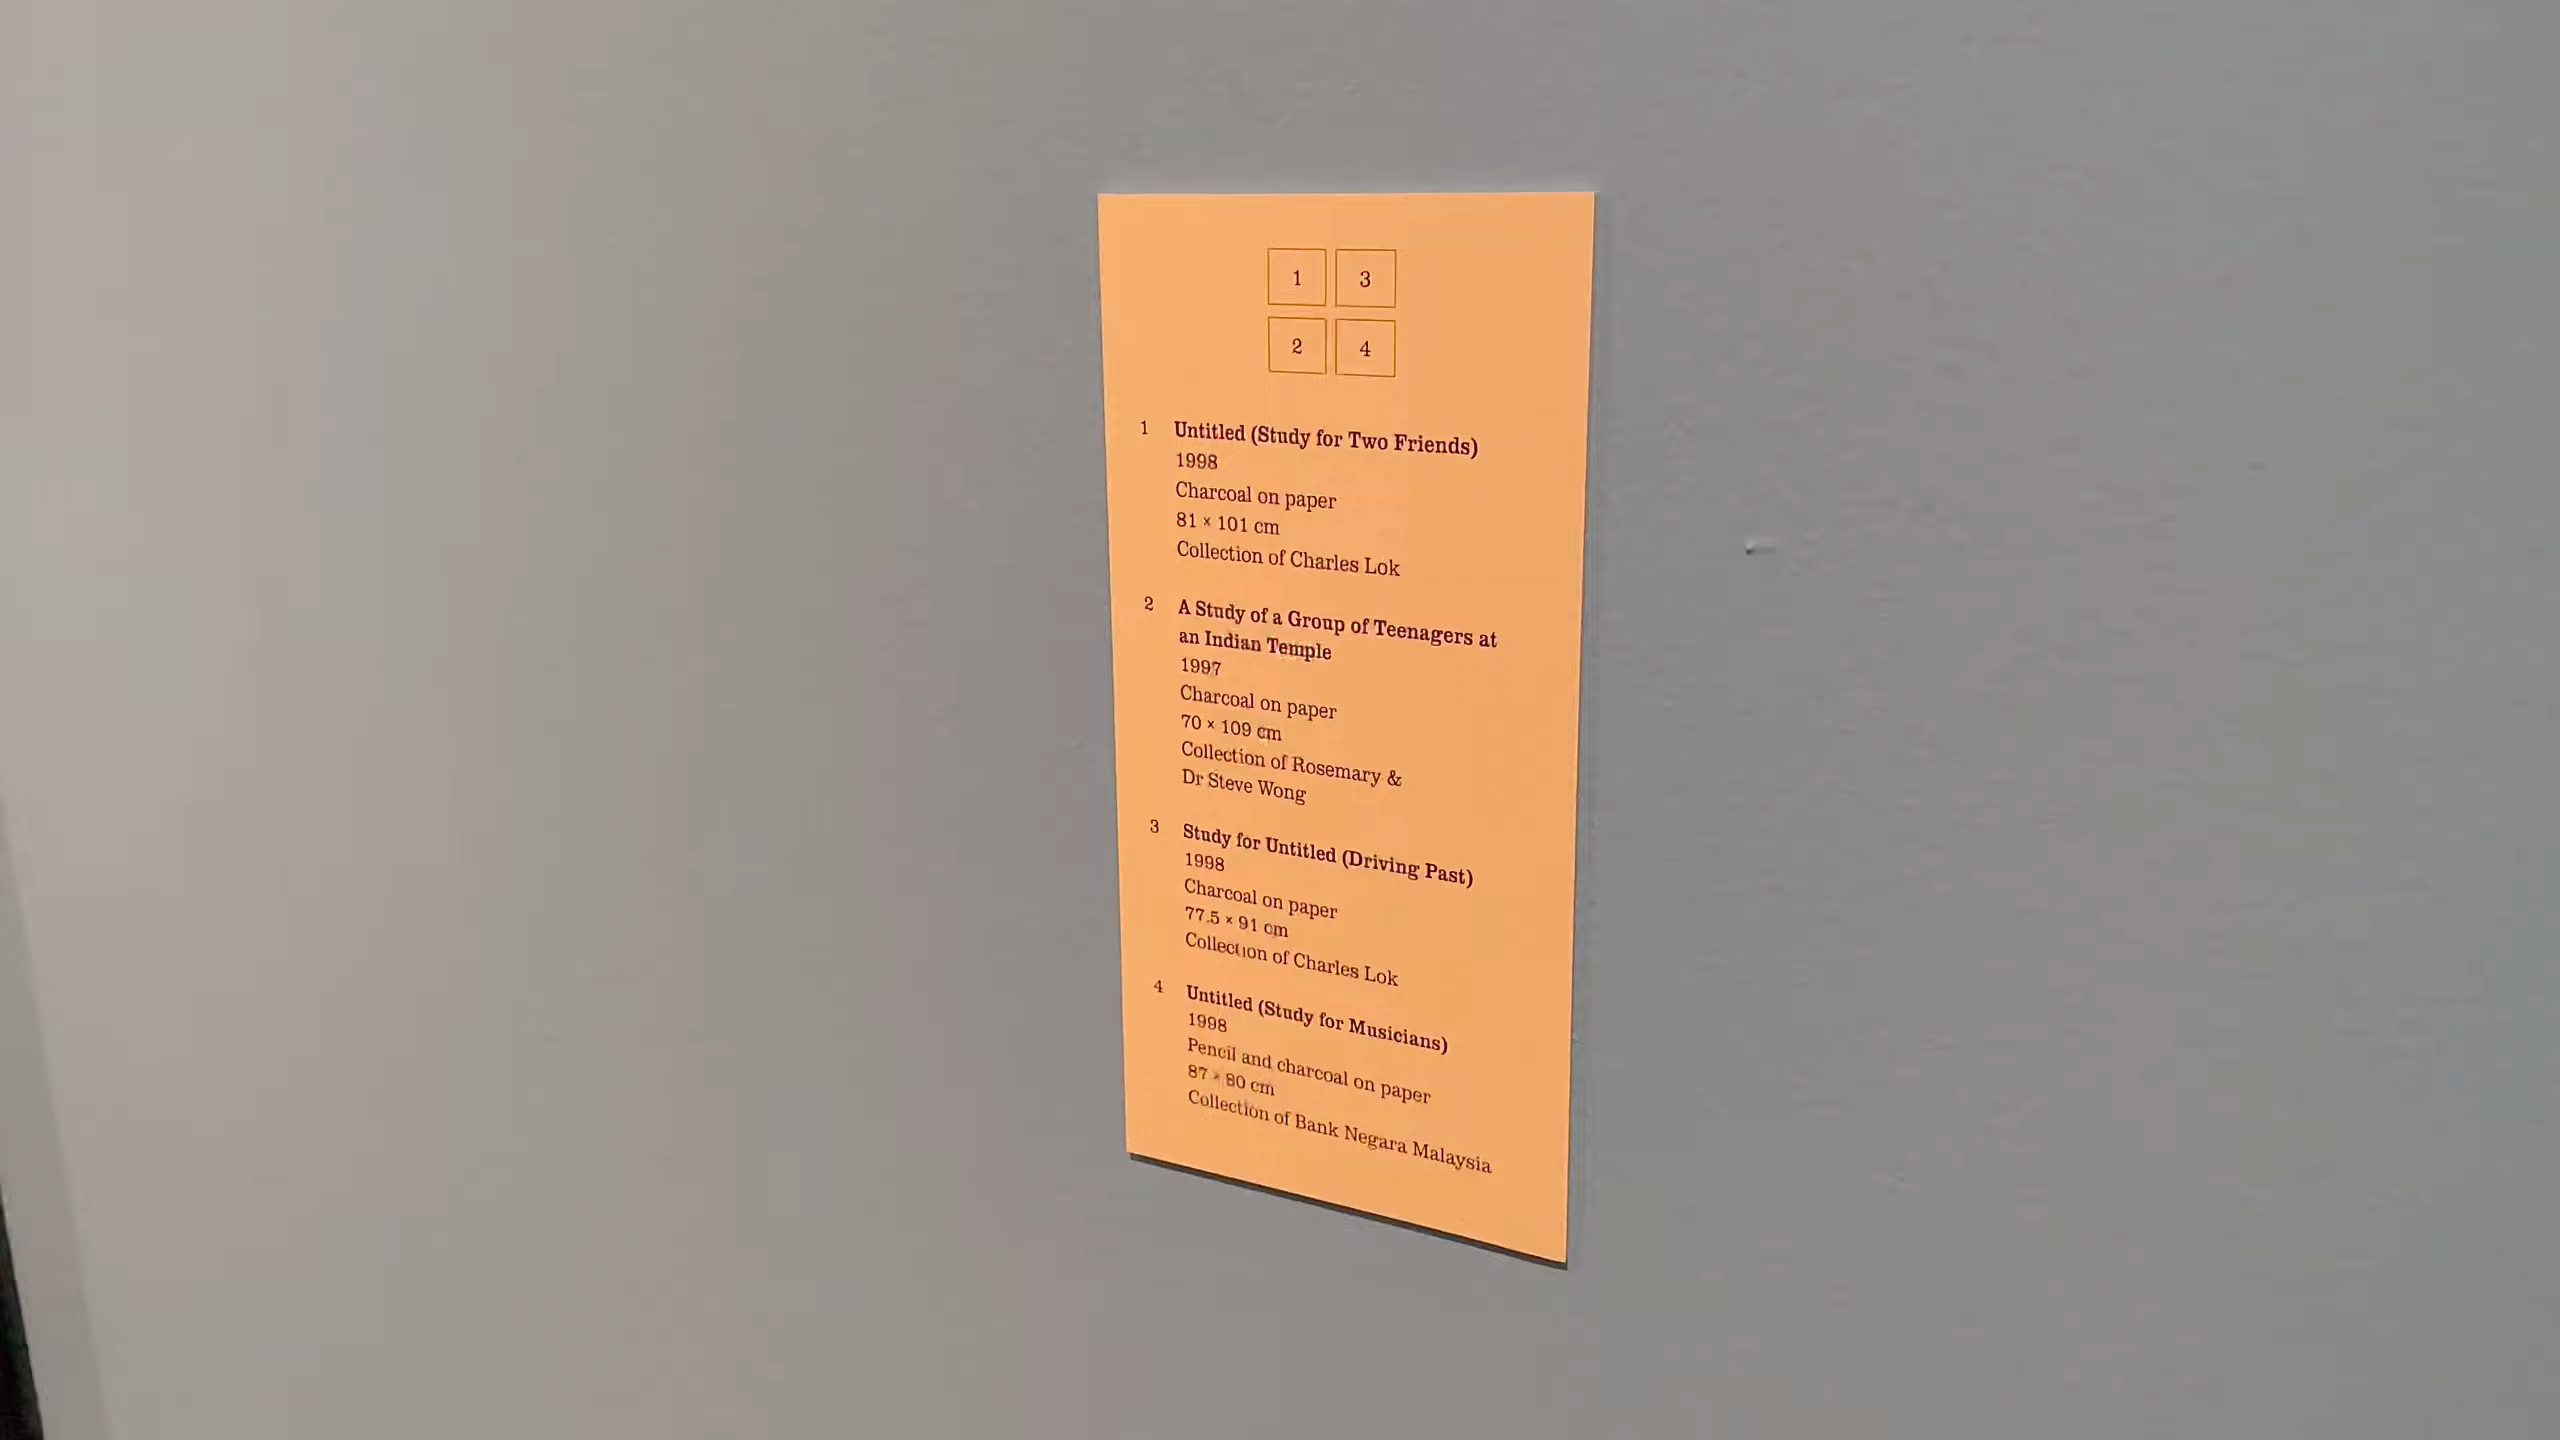 1 3
2 4
1 Untitled (Study for Two Friends)
1998
Charcoal on paper
81 × 101 cm
Collection of Charles Lok
2 A Study of a Group of Teenagers at
an Indian Temple
1997
Charcoal on paper
70 × 109 cm
Collection of Rosemary &
Dr Steve Wong
3 Study for Untitled (Driving Past)
1998
Charcoal on paper
77.5 × 91 cm
Collection of Charles Lok
4 Untitled (Study for Musicians)
1998
Pencil and charcoal on paper
87 × 80 cm
Collection of Bank Negara Malaysia